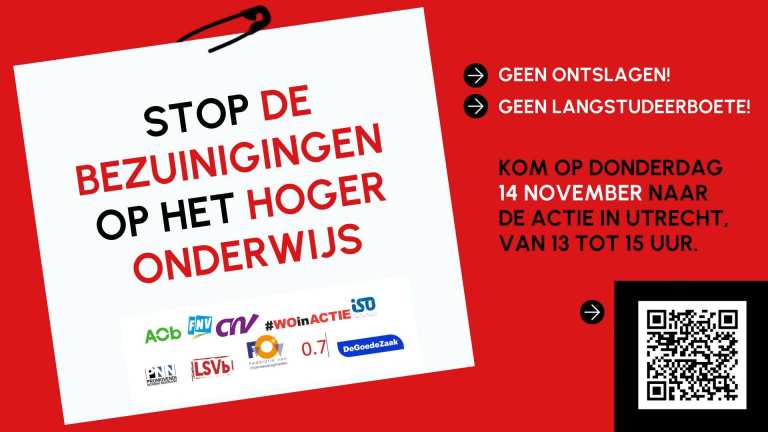 STOP DE
BEZUINIGINGEN
OP HET HOGER
ONDERWIJS
AOb
FNV
CNV
#WOinACTIE
iso
PNN
LSVb
FOV
0.7
DeGoedeZaak
GEEN ONTSLAGEN!
GEEN LANGSTUDEERBOETE!
KOM OP DONDERDAG
14 NOVEMBER NAAR
DE ACTIE IN UTRECHT,
VAN 13 TOT 15 UUR.